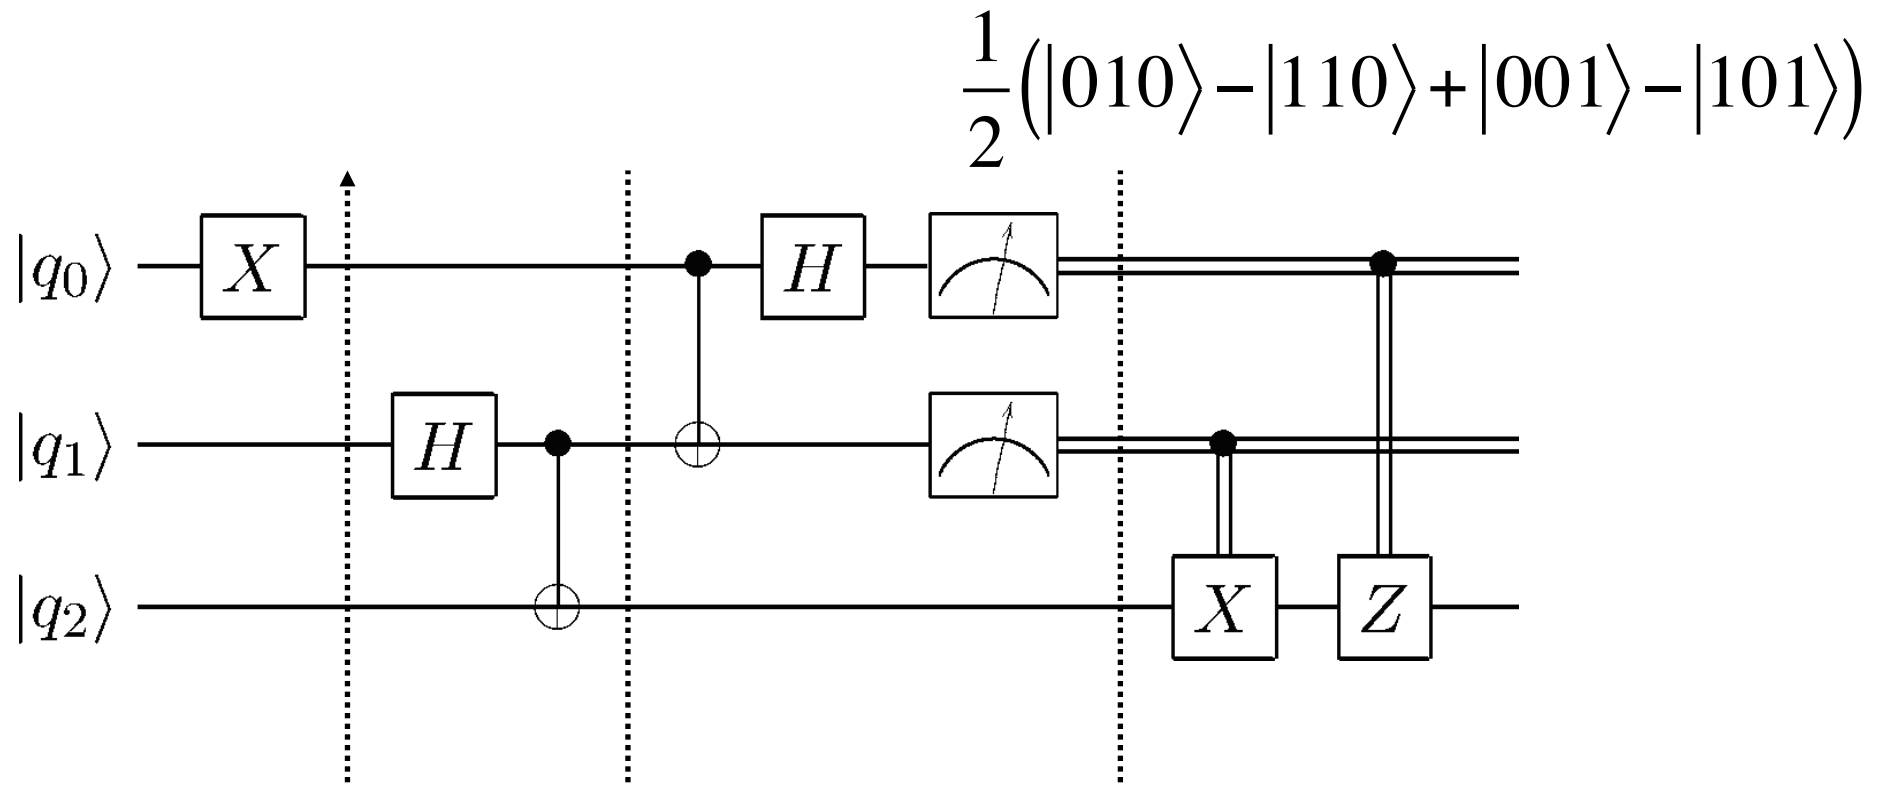 1/2(|010⟩−|110⟩+|001⟩−|101⟩)
|q₀⟩ X H
|q₁⟩ H
|q₂⟩ X Z